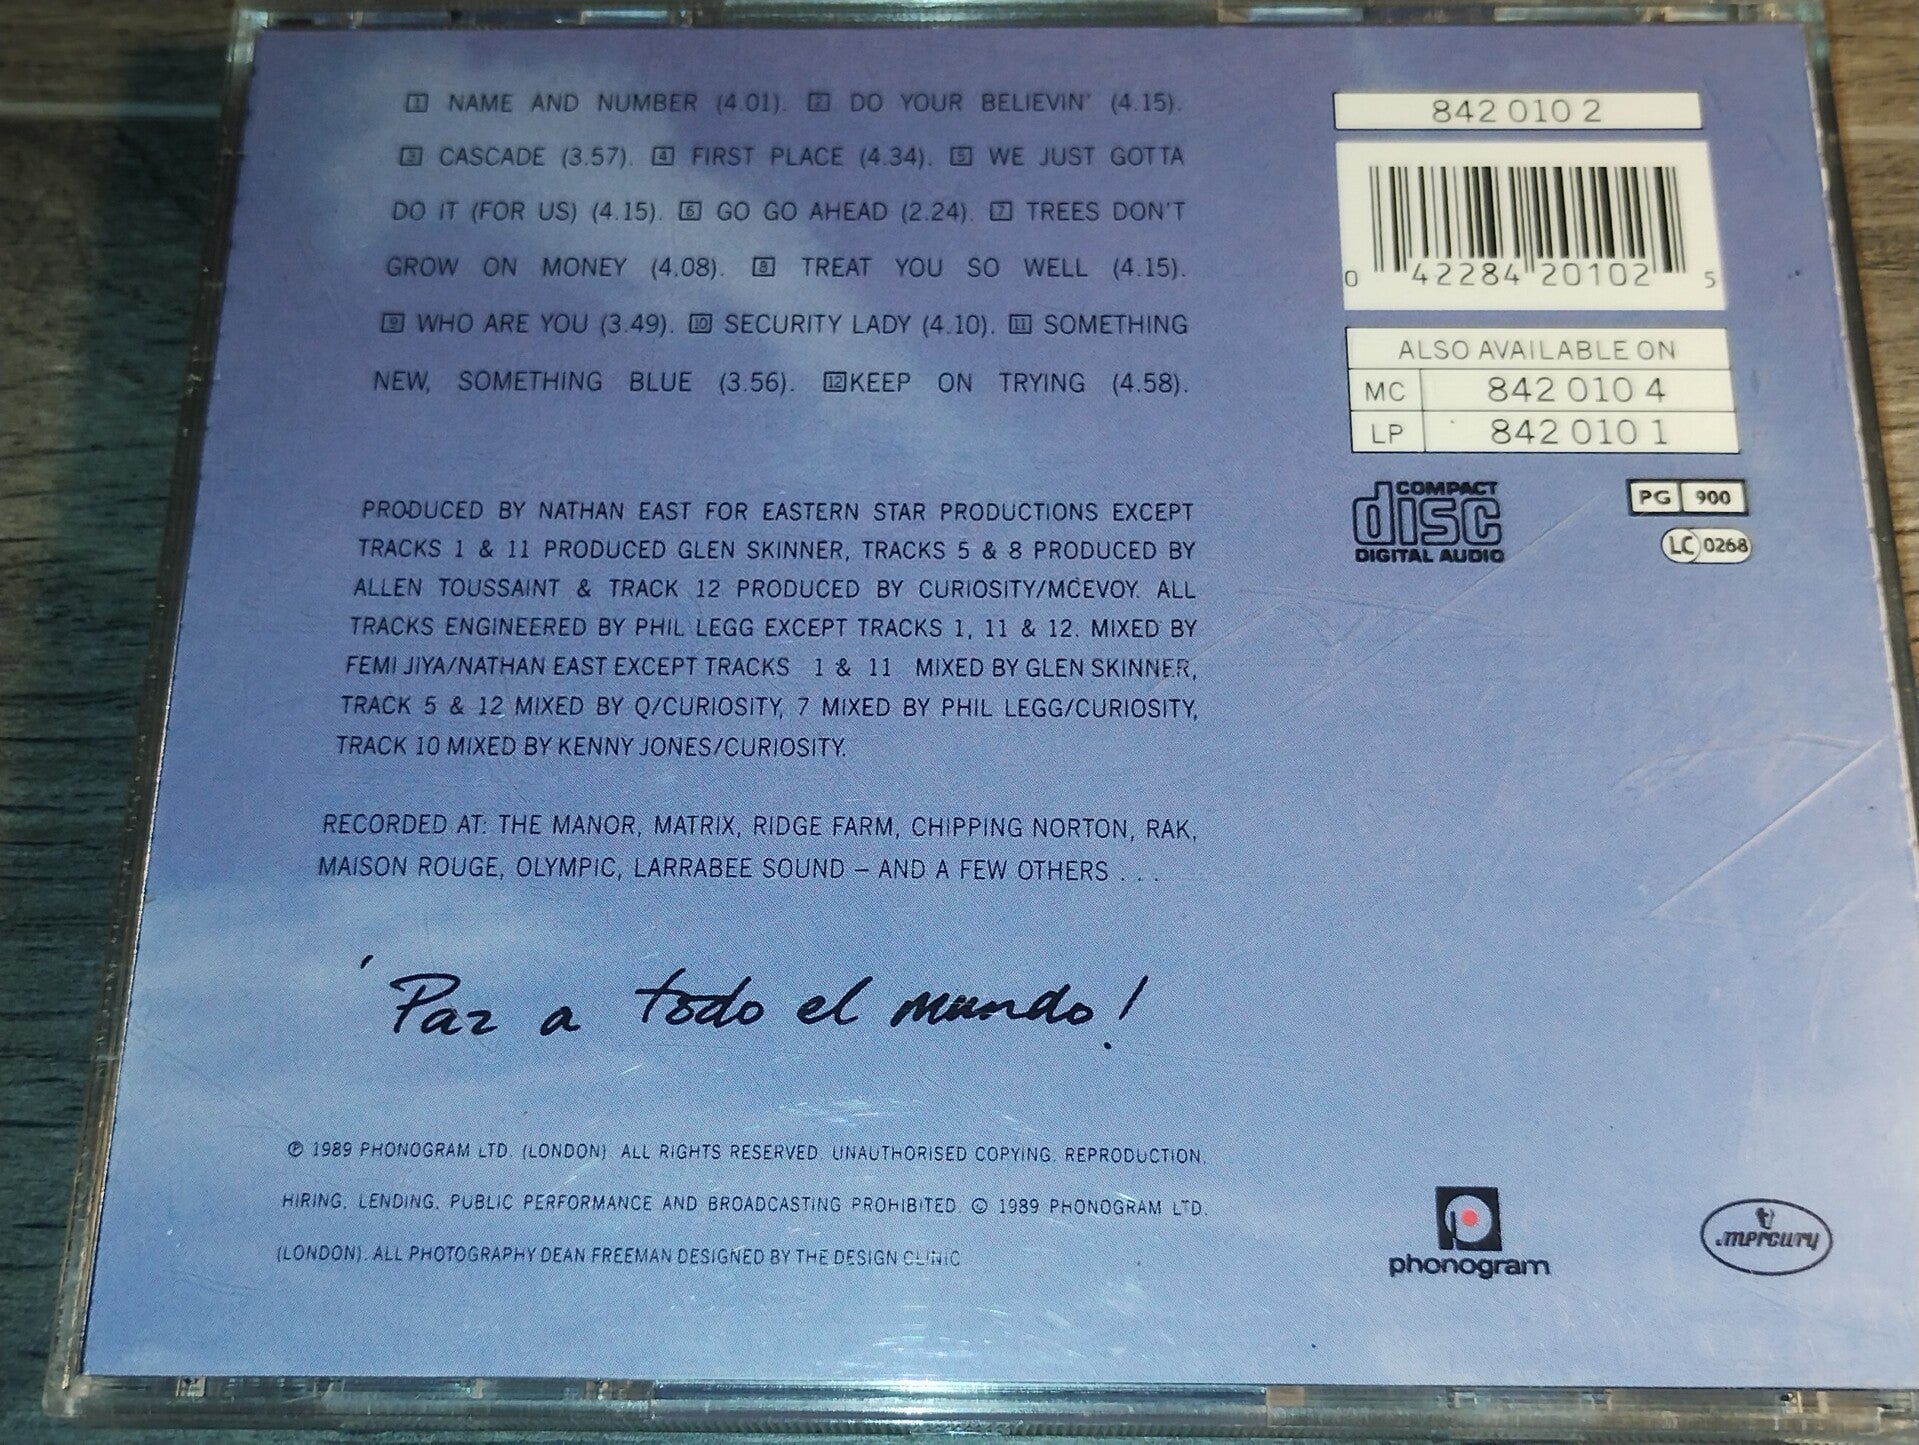 1 NAME AND NUMBER (4.01). 2 DO YOUR BELIEVIN' (4.15).
3 CASCADE (3.57). 4 FIRST PLACE (4.34). 5 WE JUST GOTTA
DO IT (FOR US) (4.15). 6 GO GO AHEAD (2.24). 7 TREES DON'T
GROW ON MONEY (4.08). 8 TREAT YOU SO WELL (4.15).
9 WHO ARE YOU (3.49). 10 SECURITY LADY (4.10). 11 SOMETHING
NEW, SOMETHING BLUE (3.56). 12 KEEP ON TRYING (4.58).
842 010 2
0 42284 20102 5
ALSO AVAILABLE ON
MC 842 010 4
LP 842 010 1
COMPACT
disc
DIGITAL AUDIO
PG 900
LC 0268
PRODUCED BY NATHAN EAST FOR EASTERN STAR PRODUCTIONS EXCEPT
TRACKS 1 & 11 PRODUCED GLEN SKINNER, TRACKS 5 & 8 PRODUCED BY
ALLEN TOUSSAINT & TRACK 12 PRODUCED BY CURIOSITY/MCEVOY. ALL
TRACKS ENGINEERED BY PHIL LEGG EXCEPT TRACKS 1, 11 & 12. MIXED BY
FEMI JIYA/NATHAN EAST EXCEPT TRACKS 1 & 11 MIXED BY GLEN SKINNER,
TRACK 5 & 12 MIXED BY Q/CURIOSITY, 7 MIXED BY PHIL LEGG/CURIOSITY,
TRACK 10 MIXED BY KENNY JONES/CURIOSITY.
RECORDED AT: THE MANOR, MATRIX, RIDGE FARM, CHIPPING NORTON, RAK,
MAISON ROUGE, OLYMPIC, LARRABEE SOUND – AND A FEW OTHERS . . .
'Paz a todo el mundo!
℗ 1989 PHONOGRAM LTD. (LONDON). ALL RIGHTS RESERVED. UNAUTHORISED COPYING, REPRODUCTION,
HIRING, LENDING, PUBLIC PERFORMANCE AND BROADCASTING PROHIBITED. © 1989 PHONOGRAM LTD.
(LONDON). ALL PHOTOGRAPHY DEAN FREEMAN DESIGNED BY THE DESIGN CLINIC
phonogram
mercury